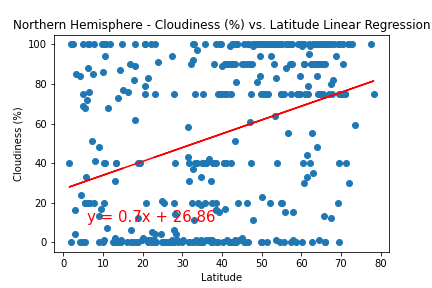 Northern Hemisphere - Cloudiness (%) vs. Latitude Linear Regression
100
80
60
40
20
0
Cloudiness (%)
y = 0.7x + 26.86
0 10 20 30 40 50 60 70 80
Latitude